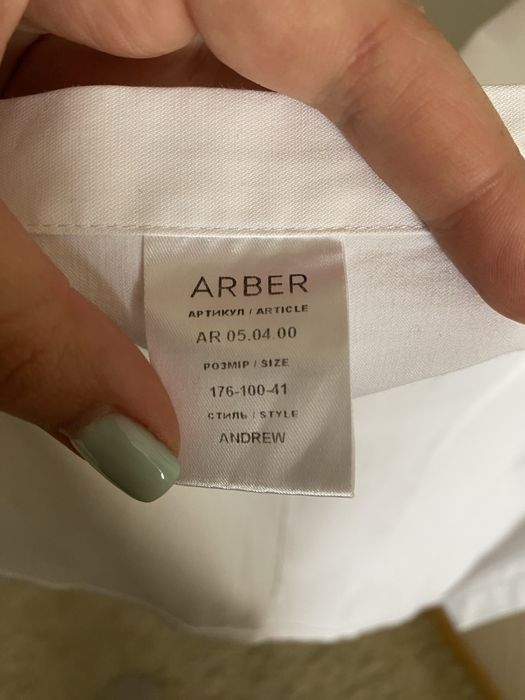 ARBER
АРТИКУЛ / ARTICLE
AR 05.04.00
РОЗМІР / SIZE
176-100-41
СТИЛЬ / STYLE
ANDREW